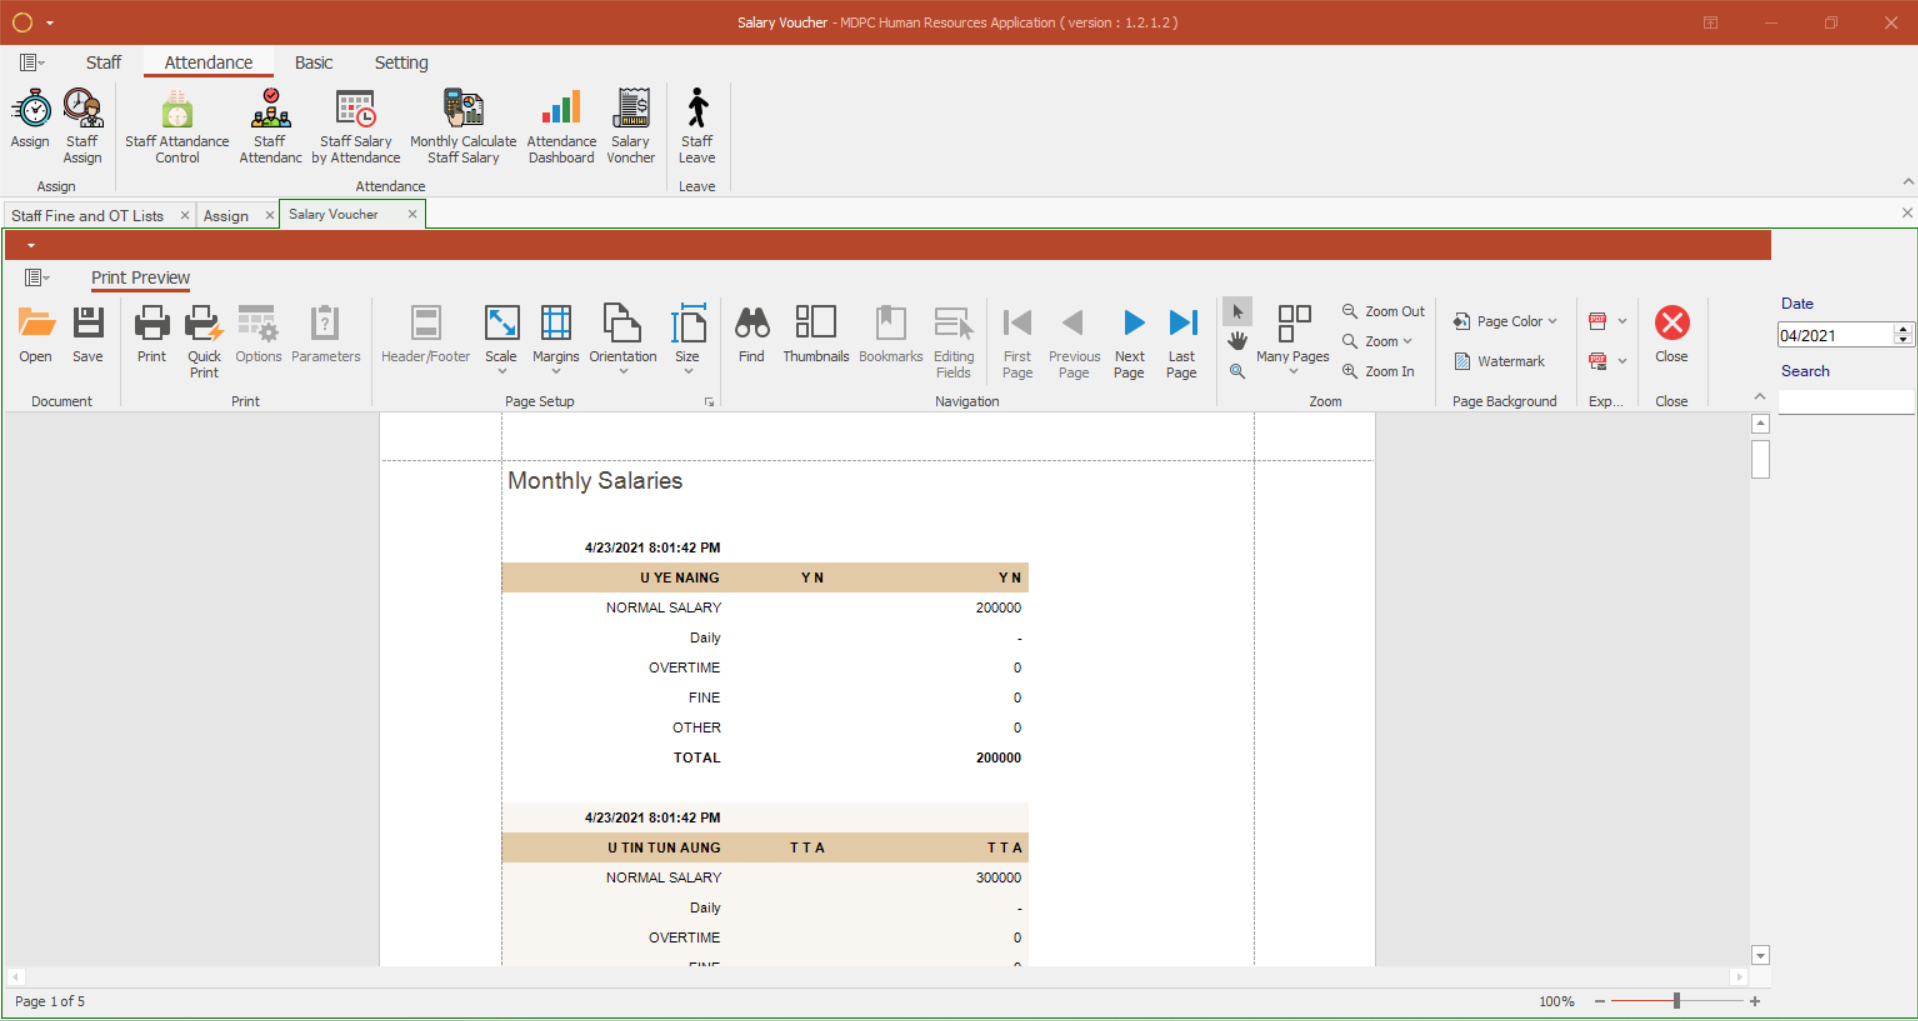 Salary Voucher - MDPC Human Resources Application ( version : 1.2.1.2 )
Staff Attendance Basic Setting
Assign
Staff Assign
Staff Attandance Control
Staff Attendanc
Staff Salary by Attendance
Monthly Calculate Staff Salary
Attendance Dashboard
Salary Voncher
Staff Leave
Assign Attendance Leave
Staff Fine and OT Lists Assign Salary Voucher
Print Preview
Open Save Print Quick Print Options Parameters Header/Footer Scale Margins Orientation Size Find Thumbnails Bookmarks Editing Fields First Page Previous Page Next Page Last Page Many Pages
Zoom Out
Zoom
Zoom In
Page Color
Watermark
PDF
PDF
Close
Document Print Page Setup Navigation Zoom Page Background Exp... Close
Date
04/2021
Search
Monthly Salaries
4/23/2021 8:01:42 PM
U YE NAING Y N Y N
NORMAL SALARY 200000
Daily -
OVERTIME 0
FINE 0
OTHER 0
TOTAL 200000
4/23/2021 8:01:42 PM
U TIN TUN AUNG T T A T T A
NORMAL SALARY 300000
Daily -
OVERTIME 0
FINE 0
Page 1 of 5 100%